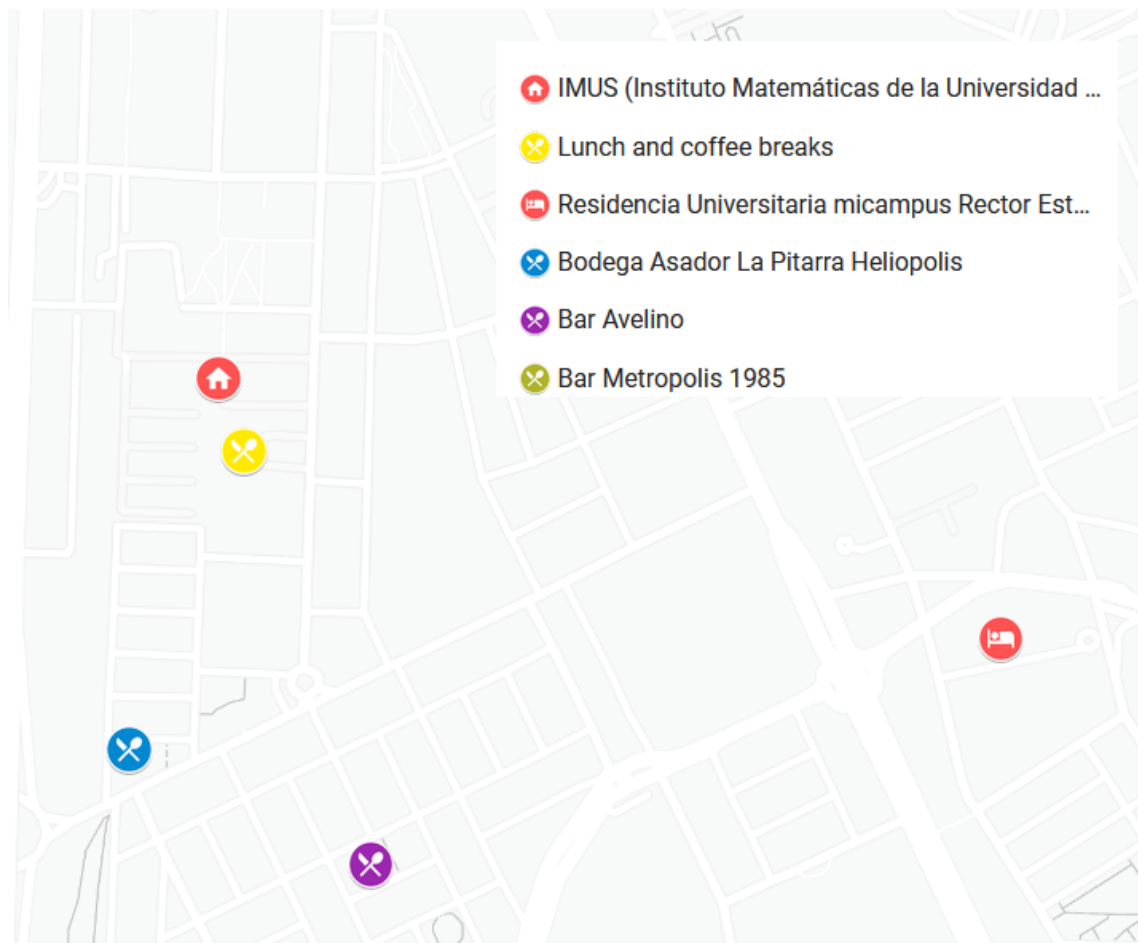 IMUS (Instituto Matemáticas de la Universidad ...
Lunch and coffee breaks
Residencia Universitaria micampus Rector Est...
Bodega Asador La Pitarra Heliopolis
Bar Avelino
Bar Metropolis 1985